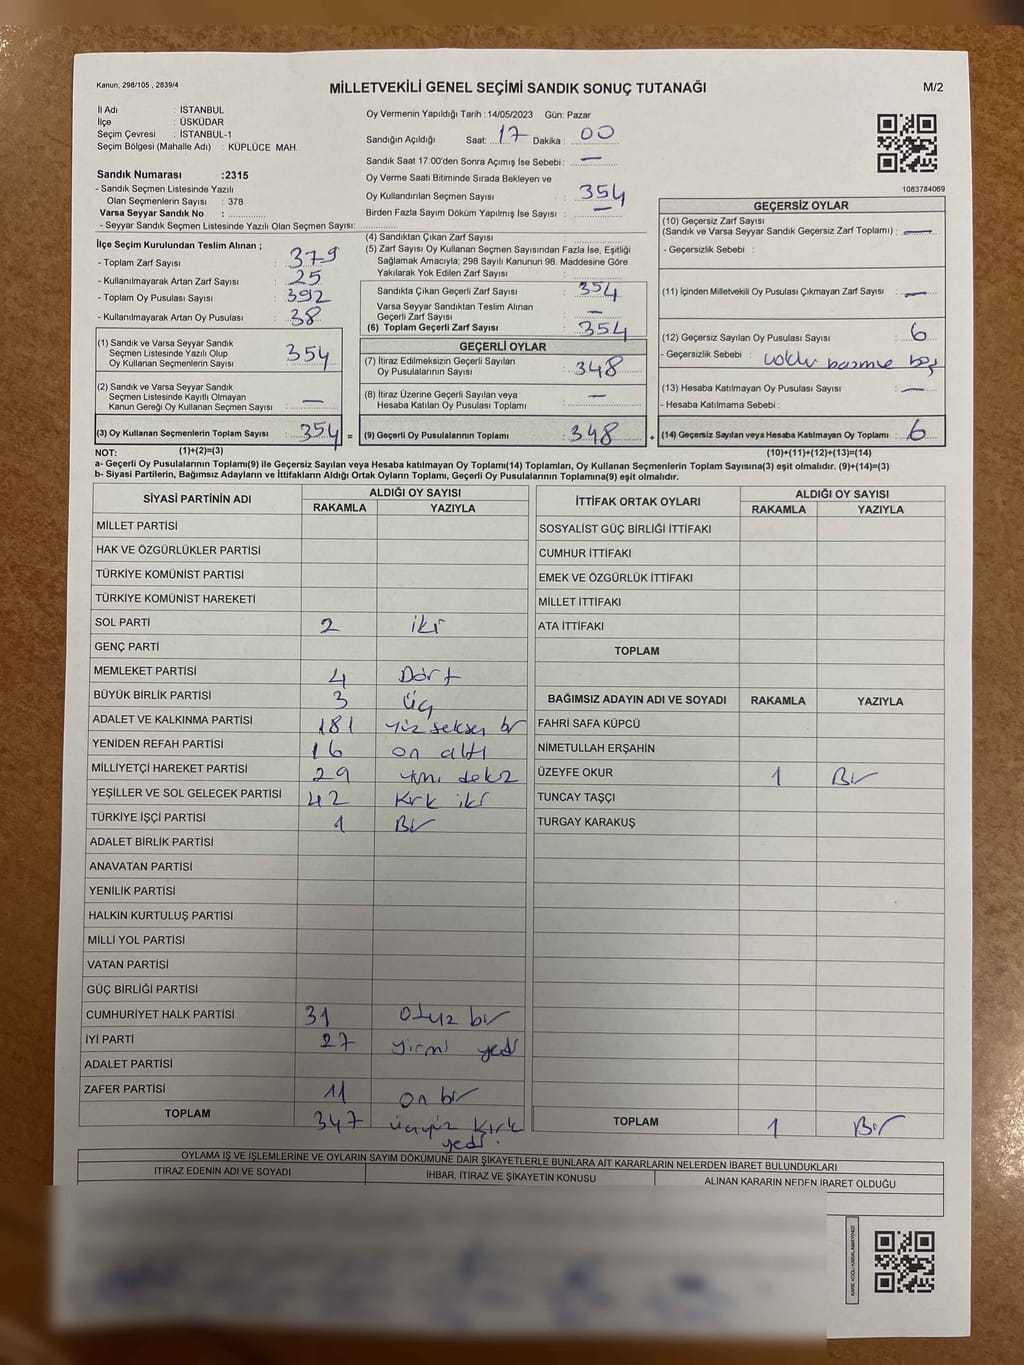 Kanun; 298/105 , 2839/4
MİLLETVEKİLİ GENEL SEÇİMİ SANDIK SONUÇ TUTANAĞI
M/2
İl Adı : İSTANBUL
İlçe : ÜSKÜDAR
Seçim Çevresi : İSTANBUL-1
Seçim Bölgesi (Mahalle Adı) : KÜPLÜCE MAH.
Sandık Numarası :2315
- Sandık Seçmen Listesinde Yazılı
Olan Seçmenlerin Sayısı : 378
Varsa Seyyar Sandık No :
- Seyyar Sandık Seçmen Listesinde Yazılı Olan Seçmen Sayısı:
Oy Vermenin Yapıldığı Tarih :14/05/2023 Gün: Pazar
Sandığın Açıldığı Saat: 17 Dakika : 00
Sandık Saat 17:00'den Sonra Açımış İse Sebebi : —
Oy Verme Saati Bitiminde Sırada Bekleyen ve
Oy Kullandırılan Seçmen Sayısı : 354
Birden Fazla Sayım Döküm Yapılmış İse Sayısı : —
1083784069
İlçe Seçim Kurulundan Teslim Alınan ;
- Toplam Zarf Sayısı : 379
- Kullanılmayarak Artan Zarf Sayısı : 25
- Toplam Oy Pusulası Sayısı : 392
- Kullanılmayarak Artan Oy Pusulası : 38
(1) Sandık ve Varsa Seyyar Sandık
Seçmen Listesinde Yazılı Olup
Oy Kullanan Seçmenlerin Sayısı : 354
(2) Sandık ve Varsa Seyyar Sandık
Seçmen Listesinde Kayıtlı Olmayan
Kanun Gereği Oy Kullanan Seçmen Sayısı : —
(3) Oy Kullanan Seçmenlerin Toplam Sayısı : 354 =
(4) Sandıktan Çıkan Zarf Sayısı :
(5) Zarf Sayısı Oy Kullanan Seçmen Sayısından Fazla İse, Eşitliği
Sağlamak Amacıyla; 298 Sayılı Kanunun 98. Maddesine Göre
Yakılarak Yok Edilen Zarf Sayısı :
Sandıkta Çıkan Geçerli Zarf Sayısı : 354
Varsa Seyyar Sandıktan Teslim Alınan
Geçerli Zarf Sayısı : —
(6) Toplam Geçerli Zarf Sayısı : 354
GEÇERLİ OYLAR
(7) İtiraz Edilmeksizin Geçerli Sayılan
Oy Pusulalarının Sayısı : 348
(8) İtiraz Üzerine Geçerli Sayılan veya
Hesaba Katılan Oy Pusulası Toplamı : —
(9) Geçerli Oy Pusulalarının Toplamı : 348 +
GEÇERSİZ OYLAR
(10) Geçersiz Zarf Sayısı
(Sandık ve Varsa Seyyar Sandık Geçersiz Zarf Toplamı) : —
- Geçersizlik Sebebi :
(11) İçinden Milletvekili Oy Pusulası Çıkmayan Zarf Sayısı : —
(12) Geçersiz Sayılan Oy Pusulası Sayısı : 6
- Geçersizlik Sebebi : boş
(13) Hesaba Katılmayan Oy Pusulası Sayısı : —
- Hesaba Katılmama Sebebi :
(14) Geçersiz Sayılan veya Hesaba Katılmayan Oy Toplamı : 6
NOT: (1)+(2)=(3) (10)+(11)+(12)+(13)=(14)
a- Geçerli Oy Pusulalarının Toplamı(9) ile Geçersiz Sayılan veya Hesaba katılmayan Oy Toplamı(14) Toplamları, Oy Kullanan Seçmenlerin Toplam Sayısına(3) eşit olmalıdır. (9)+(14)=(3)
b- Siyasi Partilerin, Bağımsız Adayların ve İttifakların Aldığı Ortak Oyların Toplamı, Geçerli Oy Pusulalarının Toplamına(9) eşit olmalıdır.
SİYASİ PARTİNİN ADI ALDIĞI OY SAYISI
RAKAMLA YAZIYLA
MİLLET PARTİSİ
HAK VE ÖZGÜRLÜKLER PARTİSİ
TÜRKİYE KOMÜNİST PARTİSİ
TÜRKİYE KOMÜNİST HAREKETİ
SOL PARTİ 2 iki
GENÇ PARTİ
MEMLEKET PARTİSİ 4 Dört
BÜYÜK BİRLİK PARTİSİ 3 Üç
ADALET VE KALKINMA PARTİSİ 181 yüz seksen bir
YENİDEN REFAH PARTİSİ 16 on altı
MİLLİYETÇİ HAREKET PARTİSİ 29 yirmi dokuz
YEŞİLLER VE SOL GELECEK PARTİSİ 42 Kırk iki
TÜRKİYE İŞÇİ PARTİSİ 1 Bir
ADALET BİRLİK PARTİSİ
ANAVATAN PARTİSİ
YENİLİK PARTİSİ
HALKIN KURTULUŞ PARTİSİ
MİLLİ YOL PARTİSİ
VATAN PARTİSİ
GÜÇ BİRLİĞİ PARTİSİ
CUMHURİYET HALK PARTİSİ 31 Otuz bir
İYİ PARTİ 27 yirmi yedi
ADALET PARTİSİ
ZAFER PARTİSİ 11 on bir
TOPLAM 347 üçyüz kırk
yedi.
İTTİFAK ORTAK OYLARI ALDIĞI OY SAYISI
RAKAMLA YAZIYLA
SOSYALİST GÜÇ BİRLİĞİ İTTİFAKI
CUMHUR İTTİFAKI
EMEK VE ÖZGÜRLÜK İTTİFAKI
MİLLET İTTİFAKI
ATA İTTİFAKI
TOPLAM
BAĞIMSIZ ADAYIN ADI VE SOYADI RAKAMLA YAZIYLA
FAHRİ SAFA KÜPCÜ
NİMETULLAH ERŞAHİN
ÜZEYFE OKUR 1 Bir
TUNCAY TAŞÇI
TURGAY KARAKUŞ
TOPLAM 1 Bir
OYLAMA İŞ VE İŞLEMLERİNE VE OYLARIN SAYIM DÖKÜMÜNE DAİR ŞİKAYETLERLE BUNLARA AİT KARARLARIN NELERDEN İBARET BULUNDUKLARI
İTİRAZ EDENİN ADI VE SOYADI İHBAR, İTİRAZ VE ŞİKAYETİN KONUSU ALINAN KARARIN NEDEN İBARET OLDUĞU
KARE KODU KARALAMAYINIZ!